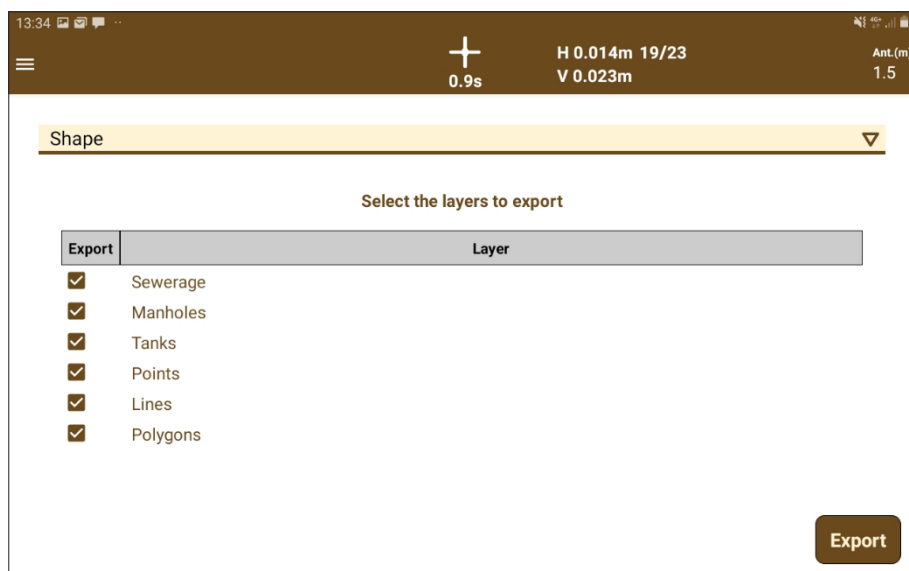 13:34
4G+
H 0.014m 19/23
Ant.(m)
0.9s
V 0.023m
1.5
Shape
Select the layers to export
Export Layer
Sewerage
Manholes
Tanks
Points
Lines
Polygons
Export